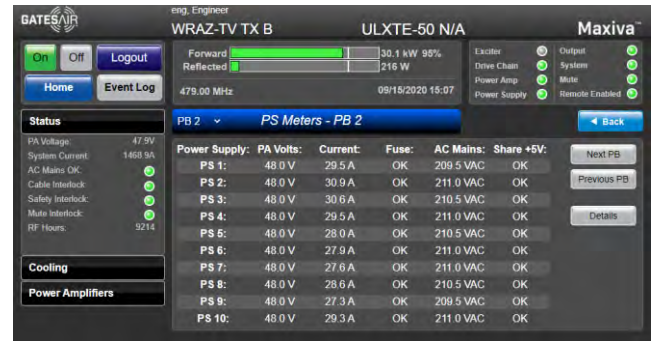 GATESAIR
eng, Engineer
WRAZ-TV TX B ULXTE-50 N/A Maxiva™
On Off Logout
Home Event Log
Forward 30.1 kW 95%
Reflected 216 W
479.00 MHz 09/15/2020 15:07
Exciter Output
Drive Chain System
Power Amp Mute
Power Supply Remote Enabled
Status
PB 2 PS Meters - PB 2 Back
PA Voltage: 47.9V
System Current: 1468.9A
AC Mains OK:
Cable Interlock:
Safety Interlock:
Mute Interlock:
RF Hours: 9214
Cooling
Power Amplifiers
Power Supply: PA Volts: Current: Fuse: AC Mains: Share +5V:
PS 1: 48.0 V 29.5 A OK 209.5 VAC OK
PS 2: 48.0 V 30.9 A OK 211.0 VAC OK
PS 3: 48.0 V 30.6 A OK 210.5 VAC OK
PS 4: 48.0 V 29.5 A OK 211.0 VAC OK
PS 5: 48.0 V 28.0 A OK 210.5 VAC OK
PS 6: 48.0 V 27.9 A OK 211.0 VAC OK
PS 7: 48.0 V 27.6 A OK 211.0 VAC OK
PS 8: 48.0 V 28.6 A OK 210.5 VAC OK
PS 9: 48.0 V 27.3 A OK 209.5 VAC OK
PS 10: 48.0 V 29.3 A OK 211.0 VAC OK
Next PB
Previous PB
Details